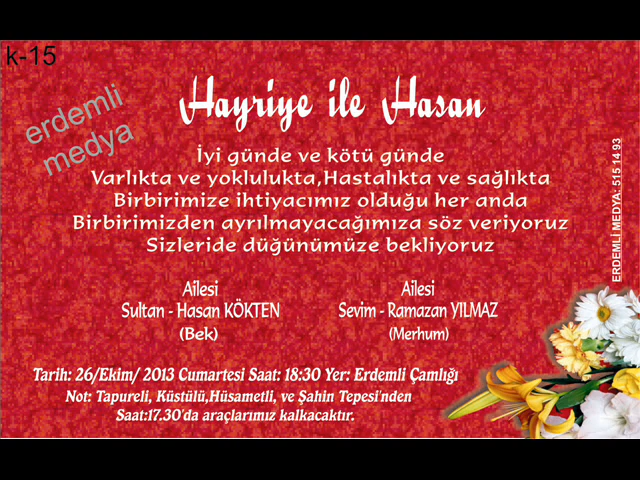 k-15
erdemli
medya
Hayriye ile Hasan
İyi günde ve kötü günde
Varlıkta ve yoklulukta,Hastalıkta ve sağlıkta
Birbirimize ihtiyacımız olduğu her anda
Birbirimizden ayrılmayacağımıza söz veriyoruz
Sizleride düğünümüze bekliyoruz
Ailesi
Sultan - Hasan KÖKTEN
(Bek)
Ailesi
Sevim - Ramazan YILMAZ
(Merhum)
Tarih: 26/Ekim/ 2013 Cumartesi Saat: 18:30 Yer: Erdemli Çamlığı
Not: Tapureli, Küstülü,Hüsametli, ve Şahin Tepesi'nden
Saat:17.30'da araçlarımız kalkacaktır.
ERDEMLİ MEDYA: 515 14 93